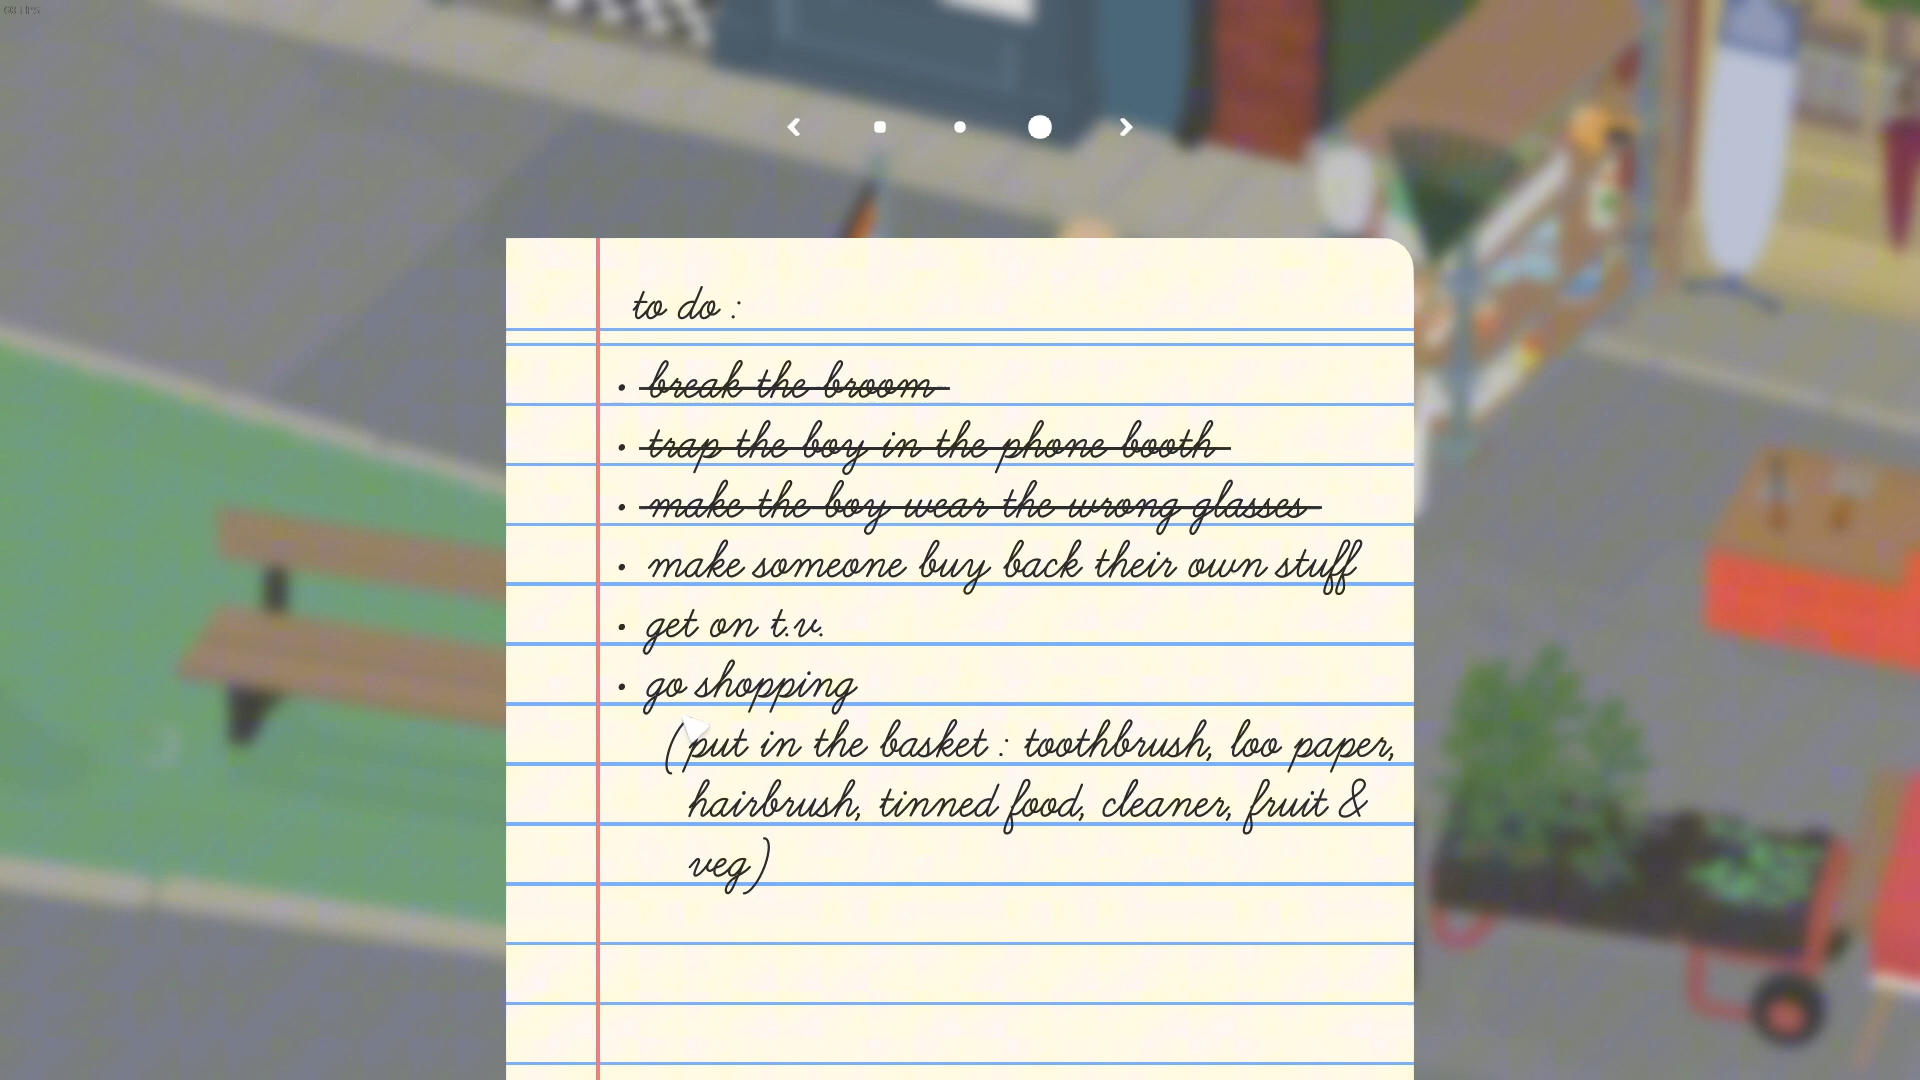 60 FPS
to do :
• break the broom
• trap the boy in the phone booth
• make the boy wear the wrong glasses
• make someone buy back their own stuff
• get on t.v.
• go shopping
(put in the basket : toothbrush, loo paper,
hairbrush, tinned food, cleaner, fruit &
veg)